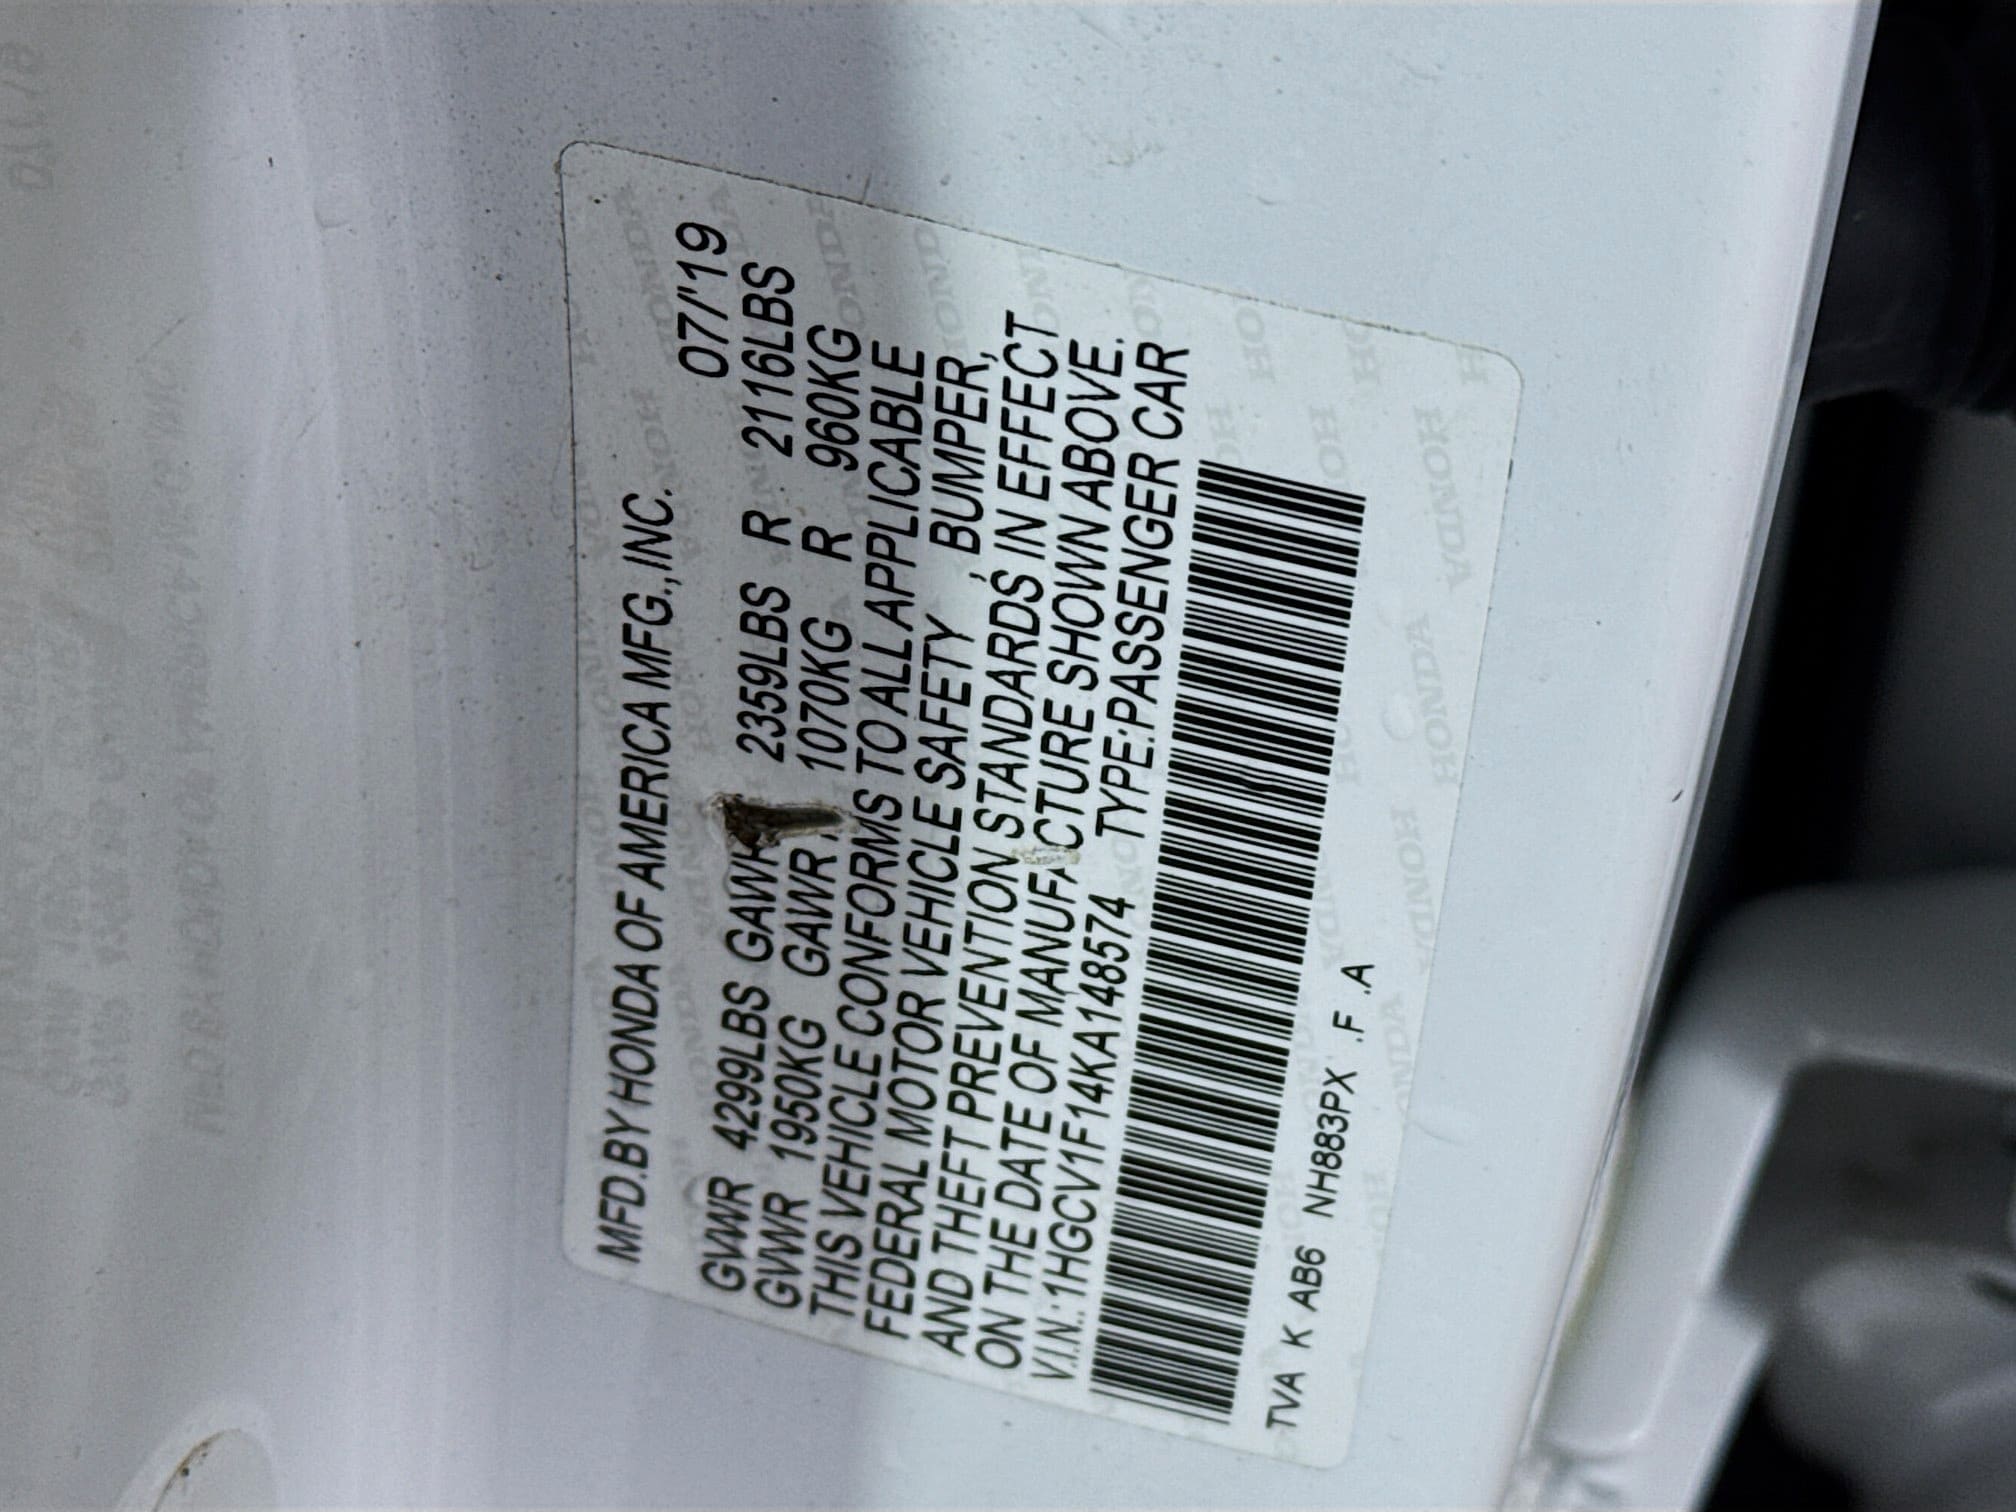 MFD.BY HONDA OF AMERICA MFG.,INC.
07/'19
GVWR 4299LBS GAWR 2359LBS R 2116LBS
GVWR 1950KG GAWR 1070KG R 960KG
THIS VEHICLE CONFORMS TO ALL APPLICABLE
FEDERAL MOTOR VEHICLE SAFETY , BUMPER,
AND THEFT PREVENTION STANDARDS IN EFFECT
ON THE DATE OF MANUFACTURE SHOWN ABOVE.
V.I.N.:1HGCV1F14KA148574 TYPE:PASSENGER CAR
TVA K AB6 NH883PX .F .A